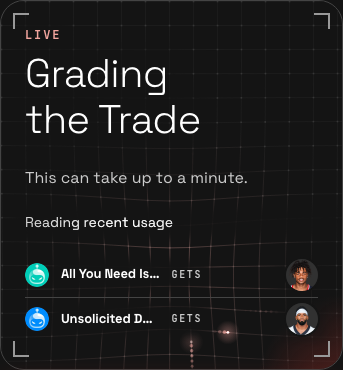 LIVE
Grading
the Trade
This can take up to a minute.
Reading recent usage
All You Need Is... GETS
Unsolicited D... GETS